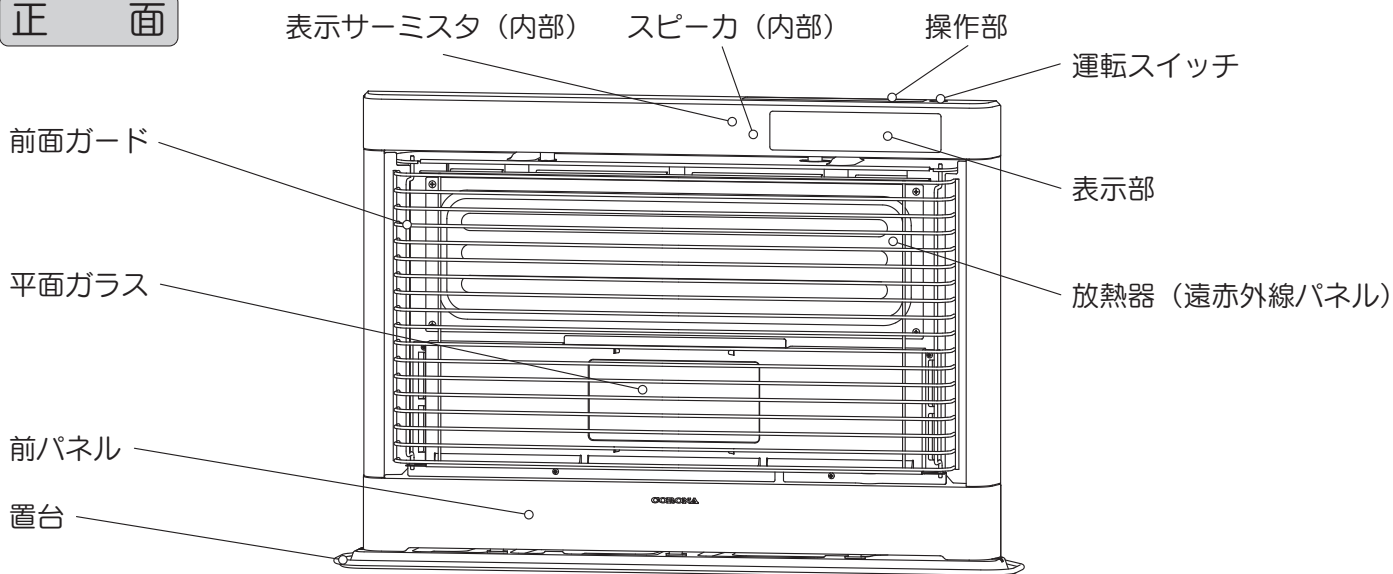 正 面
表示サーミスタ（内部）
スピーカ（内部）
操作部
運転スイッチ
前面ガード
表示部
平面ガラス
放熱器（遠赤外線パネル）
前パネル
CORONA
置台